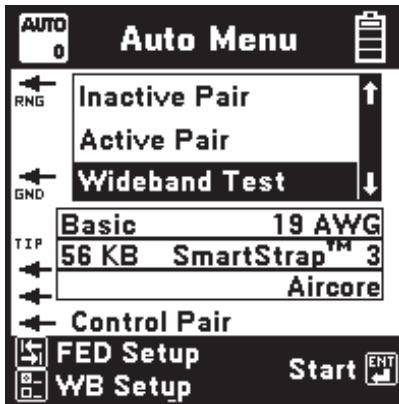 AUTO 0 Auto Menu
RNG Inactive Pair
Active Pair
GND Wideband Test
Basic 19 AWG
TIP 56 KB SmartStrap™ 3
Aircore
Control Pair
FED Setup
WB Setup
Start ENT